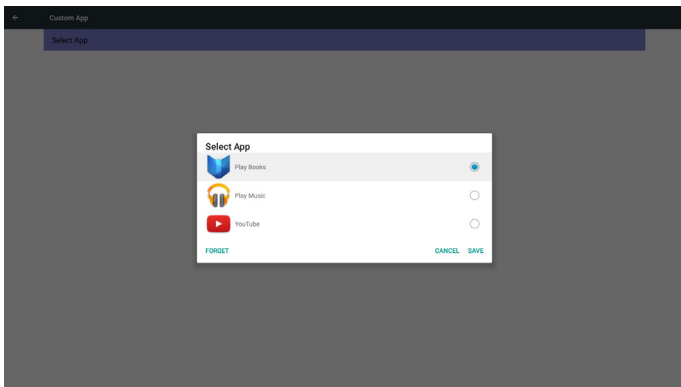 Custom App
Select App
Select App
Play Books
Play Music
YouTube
FORGET CANCEL SAVE